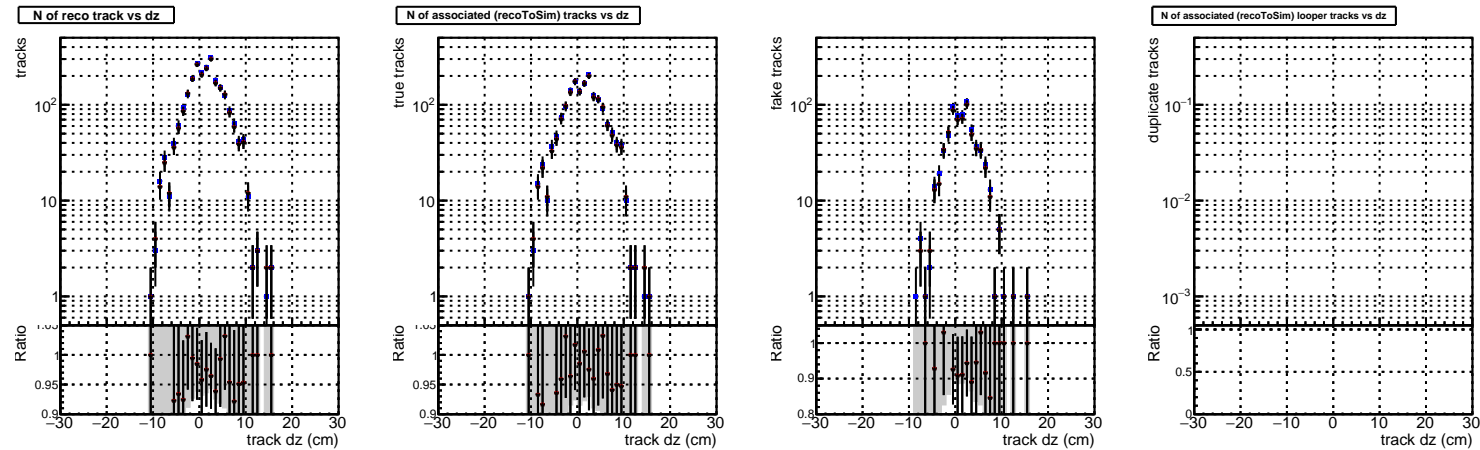 N of reco track vs dz
N of associated (recoToSim) tracks vs dz
N of associated (recoToSim) looper tracks vs dz
tracks
10²
10
1
Ratio
1.05
1
0.95
0.9
−30 −20 −10 0 10 20 30
track dz (cm)
true tracks
10²
10
1
Ratio
1
0.95
0.9
−30 −20 −10 0 10 20 30
track dz (cm)
fake tracks
10²
10
1
Ratio
1
0.9
0.8
−30 −20 −10 0 10 20 30
track dz (cm)
duplicate tracks
10⁻¹
10⁻²
10⁻³
Ratio
1
0.5
0
−30 −20 −10 0 10 20 30
track dz (cm)